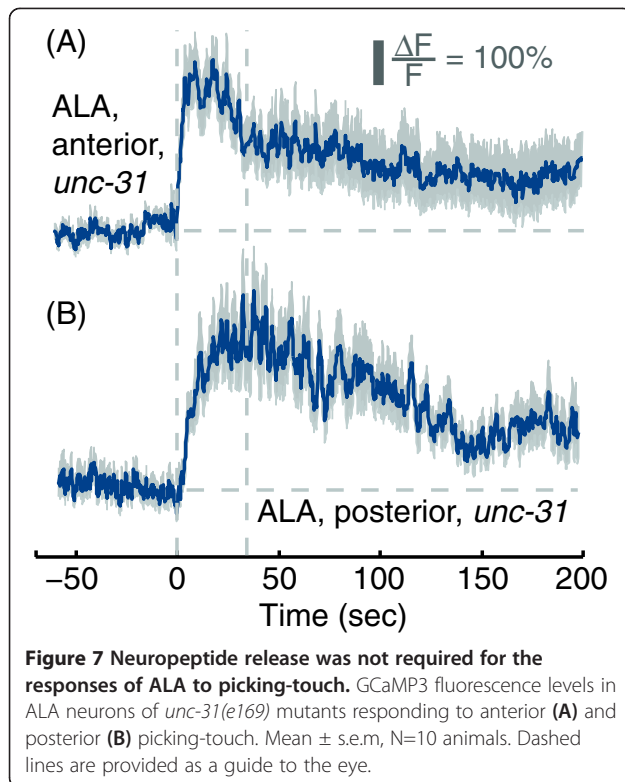 (A)
ΔF/F = 100%
ALA,
anterior,
unc-31
(B)
ALA, posterior, unc-31
−50 0 50 100 150 200
Time (sec)
Figure 7 Neuropeptide release was not required for the
responses of ALA to picking-touch. GCaMP3 fluorescence levels in
ALA neurons of unc-31(e169) mutants responding to anterior (A) and
posterior (B) picking-touch. Mean ± s.e.m, N=10 animals. Dashed
lines are provided as a guide to the eye.